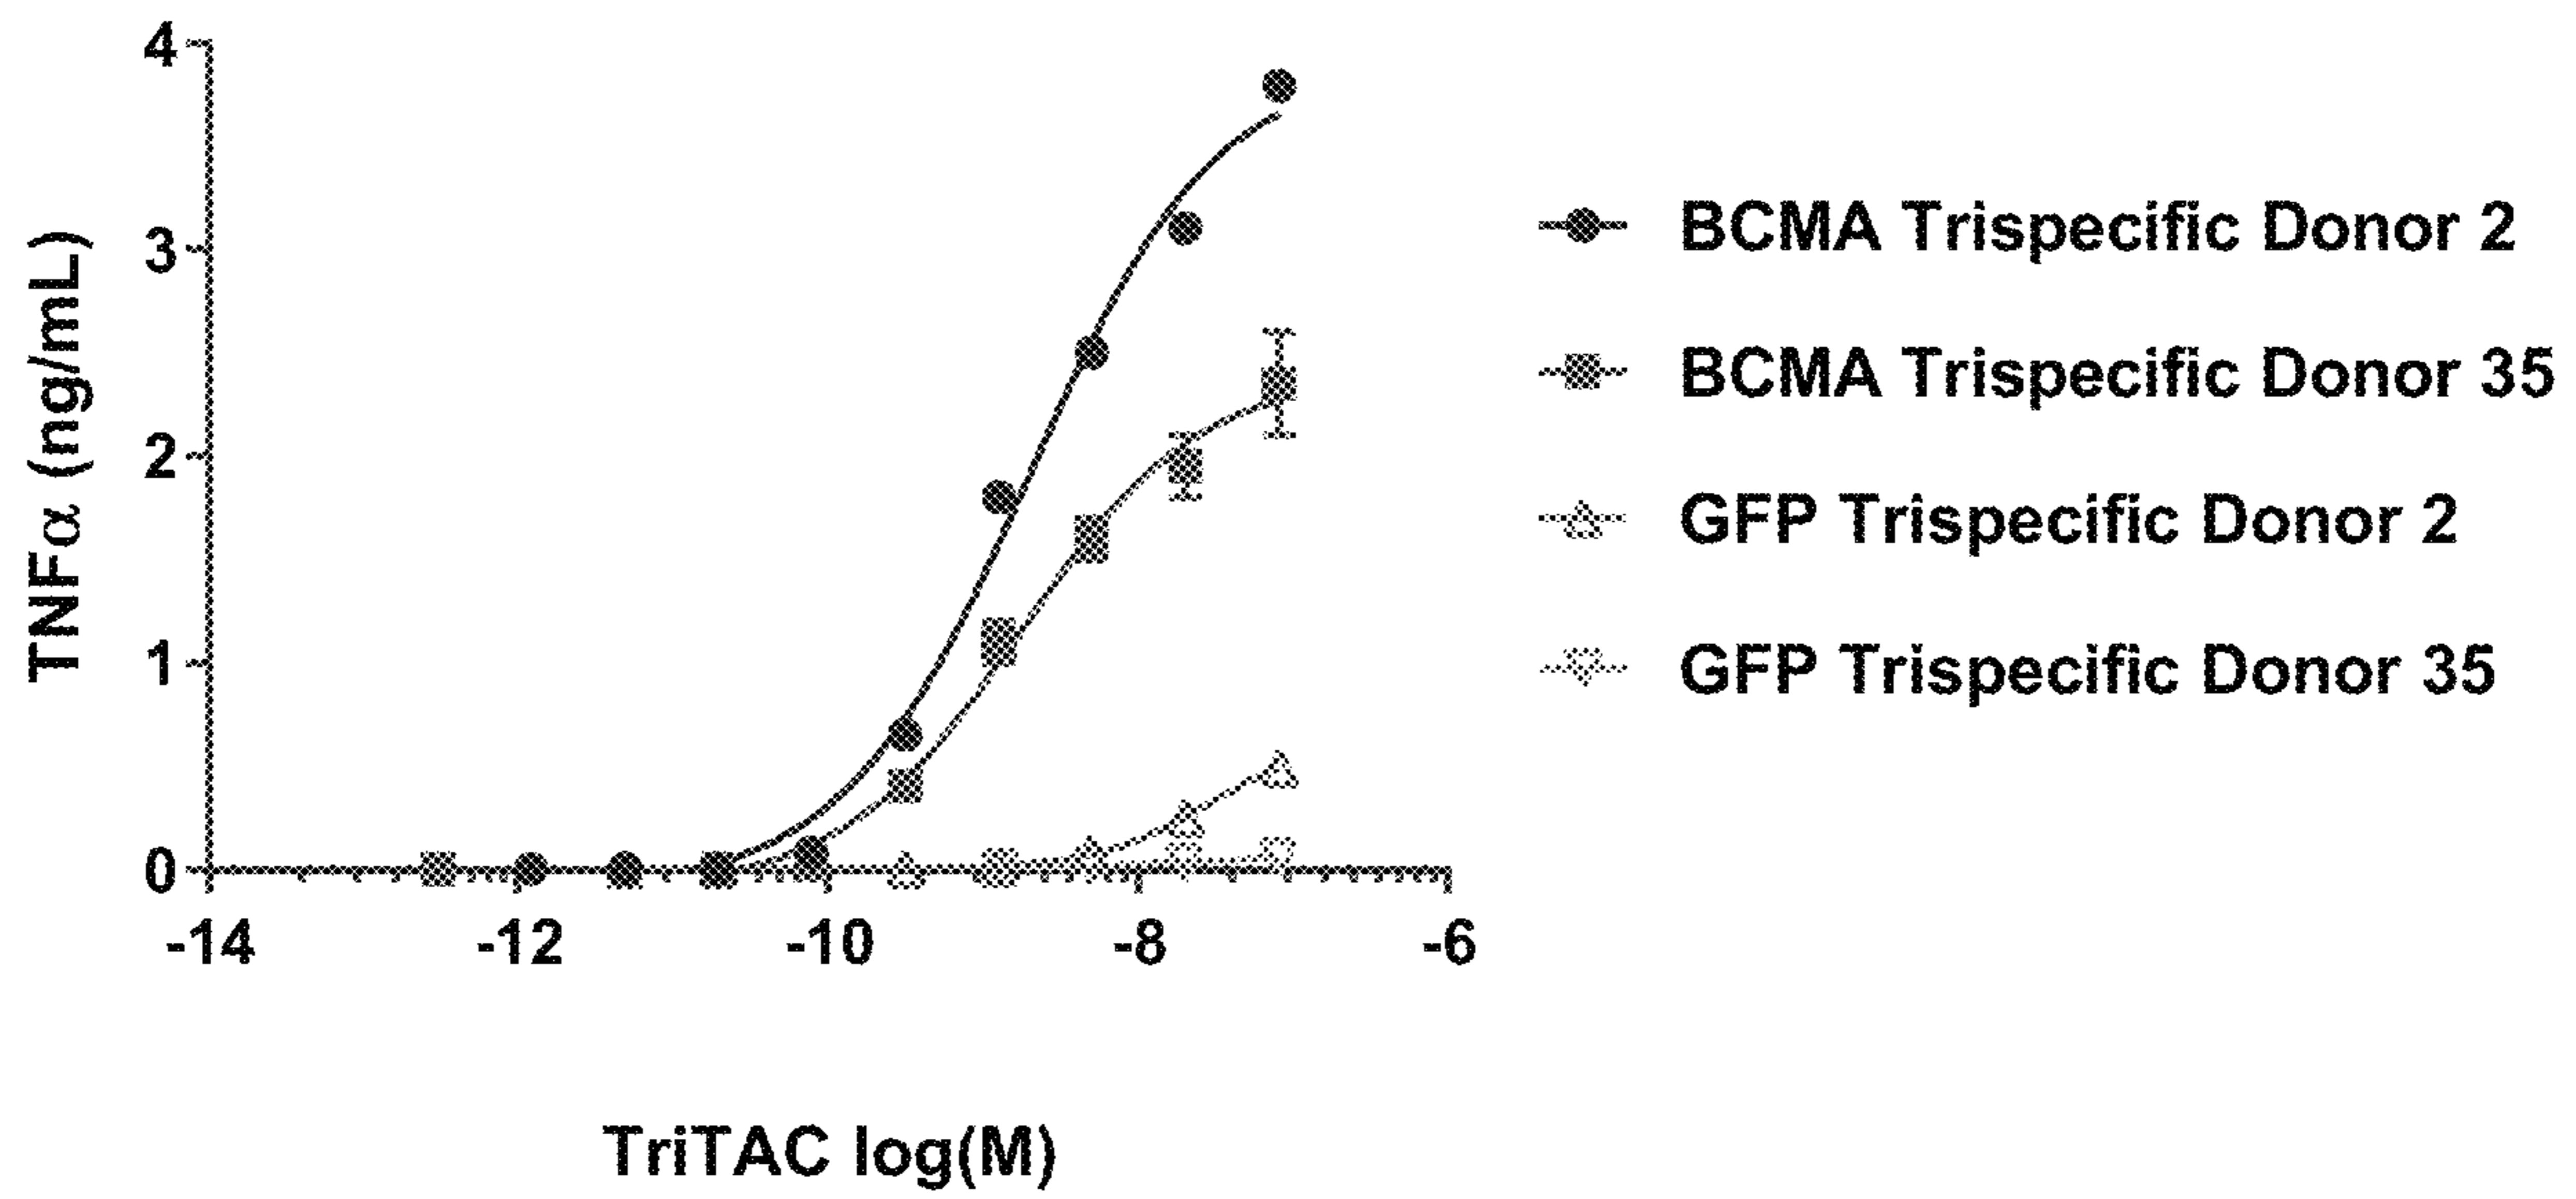 4
3
2
1
0
TNFα (ng/mL)
-14 -12 -10 -8 -6
TriTAC log(M)
BCMA Trispecific Donor 2
BCMA Trispecific Donor 35
GFP Trispecific Donor 2
GFP Trispecific Donor 35